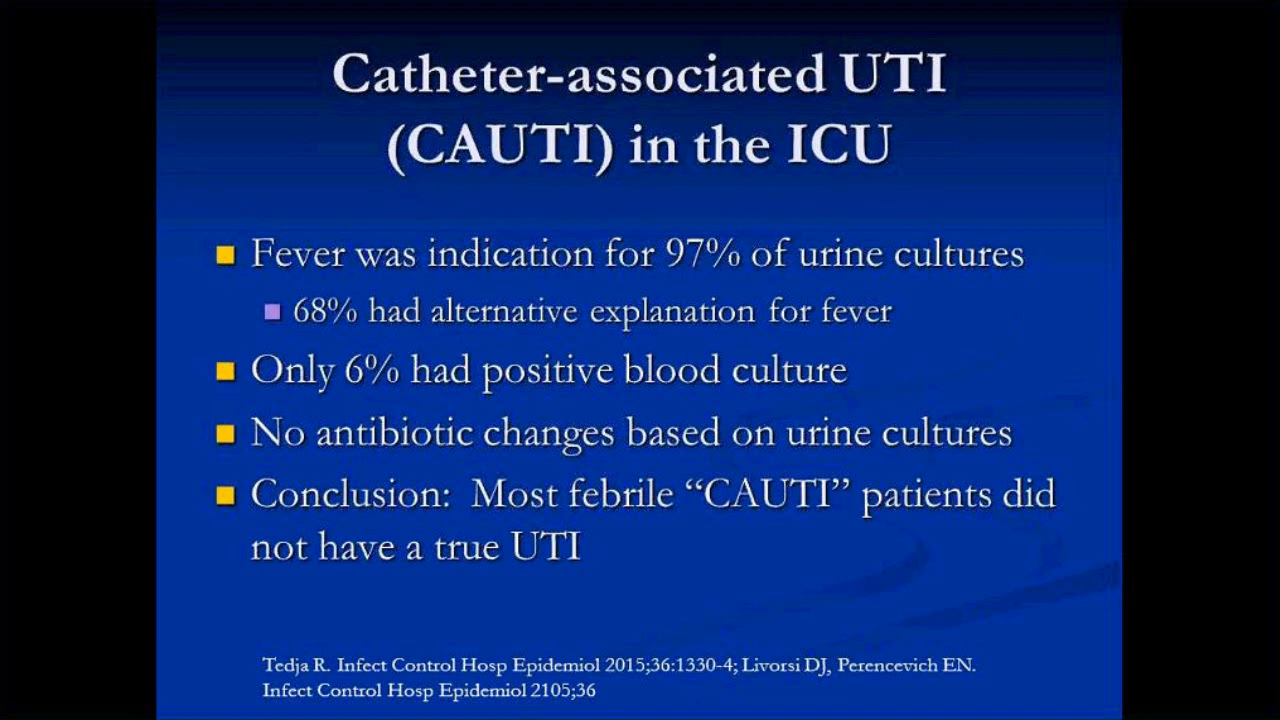 Catheter-associated UTI
(CAUTI) in the ICU
Fever was indication for 97% of urine cultures
68% had alternative explanation for fever
Only 6% had positive blood culture
No antibiotic changes based on urine cultures
Conclusion: Most febrile “CAUTI” patients did
not have a true UTI
Tedja R. Infect Control Hosp Epidemiol 2015;36:1330-4; Livorsi DJ, Perencevich EN.
Infect Control Hosp Epidemiol 2105;36